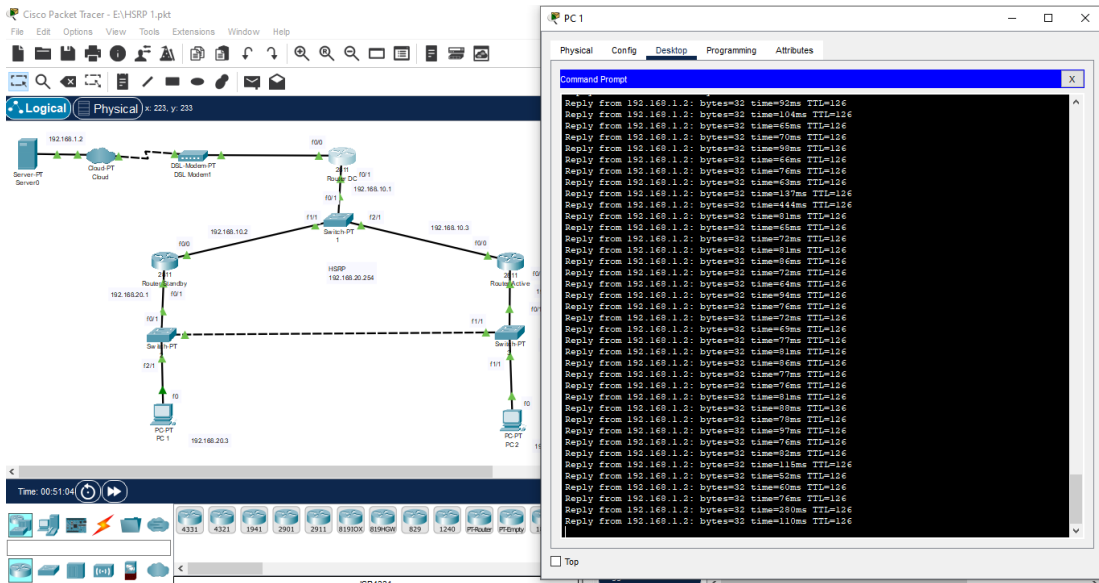 Cisco Packet Tracer - E:\HSRP 1.pkt
File Edit Options View Tools Extensions Window Help
Logical Physical x: 223, y: 233
192.168.1.2
Server-PT
Server0
Cloud-PT
Cloud
DSL-Modem-PT
DSL Modem1
f0/0
Router DC
f0/1
192.168.10.1
f0/1
f1/1
f2/1
Switch-PT
1
192.168.10.2
192.168.10.3
f0/0
f0/0
2811
Router Standby
HSRP
192.168.20.254
2811
Router Active
192.168.20.1
f0/1
f0/1
f1/1
Switch-PT
Switch-PT
f2/1
f1/1
f0
f0
PC-PT
PC 1
192.168.20.3
PC-PT
PC 2
Time: 00:51:04
4331 4321 1941 2901 2911 819IOX 819HGW 829 1240 PT-Router PT-Empty
PC 1
Physical Config Desktop Programming Attributes
Command Prompt
X
Reply from 192.168.1.2: bytes=32 time=92ms TTL=126
Reply from 192.168.1.2: bytes=32 time=104ms TTL=126
Reply from 192.168.1.2: bytes=32 time=65ms TTL=126
Reply from 192.168.1.2: bytes=32 time=70ms TTL=126
Reply from 192.168.1.2: bytes=32 time=98ms TTL=126
Reply from 192.168.1.2: bytes=32 time=66ms TTL=126
Reply from 192.168.1.2: bytes=32 time=76ms TTL=126
Reply from 192.168.1.2: bytes=32 time=63ms TTL=126
Reply from 192.168.1.2: bytes=32 time=137ms TTL=126
Reply from 192.168.1.2: bytes=32 time=444ms TTL=126
Reply from 192.168.1.2: bytes=32 time=81ms TTL=126
Reply from 192.168.1.2: bytes=32 time=65ms TTL=126
Reply from 192.168.1.2: bytes=32 time=72ms TTL=126
Reply from 192.168.1.2: bytes=32 time=81ms TTL=126
Reply from 192.168.1.2: bytes=32 time=86ms TTL=126
Reply from 192.168.1.2: bytes=32 time=72ms TTL=126
Reply from 192.168.1.2: bytes=32 time=64ms TTL=126
Reply from 192.168.1.2: bytes=32 time=94ms TTL=126
Reply from 192.168.1.2: bytes=32 time=76ms TTL=126
Reply from 192.168.1.2: bytes=32 time=72ms TTL=126
Reply from 192.168.1.2: bytes=32 time=69ms TTL=126
Reply from 192.168.1.2: bytes=32 time=77ms TTL=126
Reply from 192.168.1.2: bytes=32 time=81ms TTL=126
Reply from 192.168.1.2: bytes=32 time=86ms TTL=126
Reply from 192.168.1.2: bytes=32 time=77ms TTL=126
Reply from 192.168.1.2: bytes=32 time=76ms TTL=126
Reply from 192.168.1.2: bytes=32 time=81ms TTL=126
Reply from 192.168.1.2: bytes=32 time=88ms TTL=126
Reply from 192.168.1.2: bytes=32 time=78ms TTL=126
Reply from 192.168.1.2: bytes=32 time=97ms TTL=126
Reply from 192.168.1.2: bytes=32 time=76ms TTL=126
Reply from 192.168.1.2: bytes=32 time=82ms TTL=126
Reply from 192.168.1.2: bytes=32 time=115ms TTL=126
Reply from 192.168.1.2: bytes=32 time=52ms TTL=126
Reply from 192.168.1.2: bytes=32 time=60ms TTL=126
Reply from 192.168.1.2: bytes=32 time=76ms TTL=126
Reply from 192.168.1.2: bytes=32 time=280ms TTL=126
Reply from 192.168.1.2: bytes=32 time=110ms TTL=126
Top